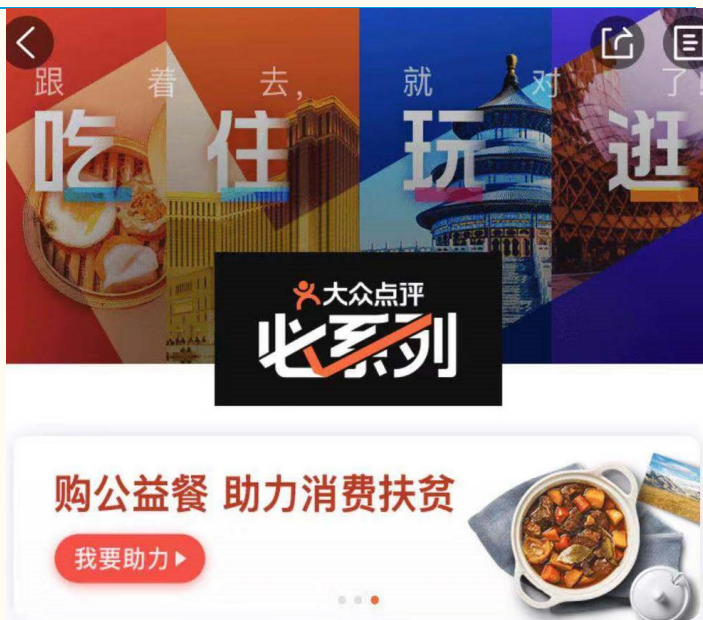 跟着去，就对了！
吃住玩逛
大众点评
必系列
购公益餐 助力消费扶贫
我要助力